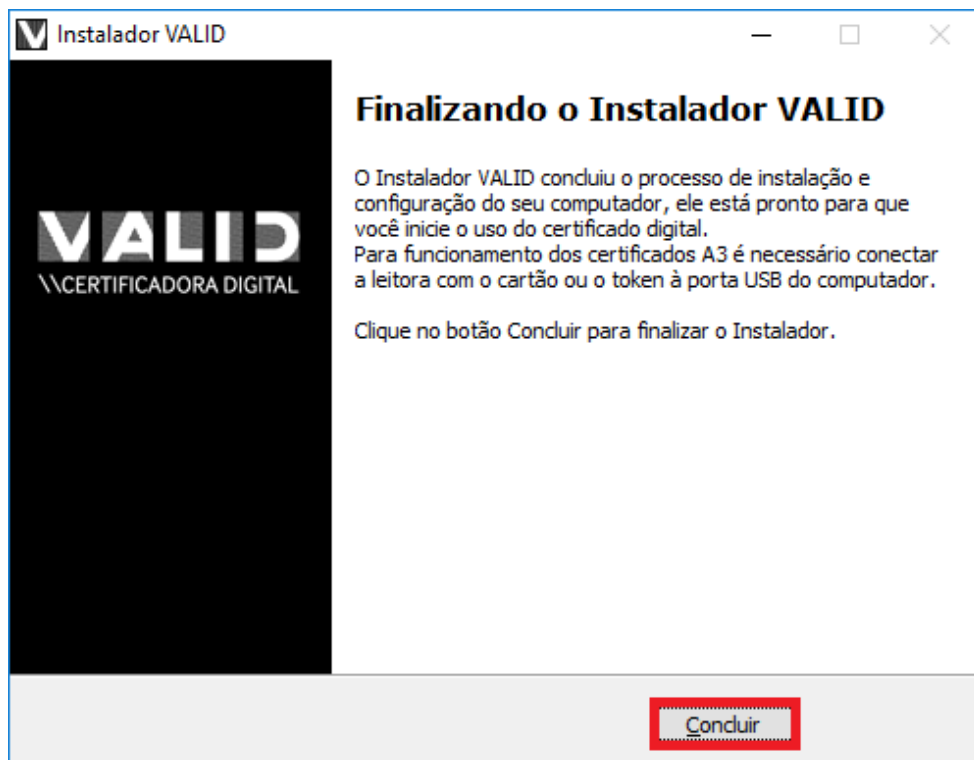 Instalador VALID
Finalizando o Instalador VALID
O Instalador VALID concluiu o processo de instalação e
configuração do seu computador, ele está pronto para que
você inicie o uso do certificado digital.
Para funcionamento dos certificados A3 é necessário conectar
a leitora com o cartão ou o token à porta USB do computador.
Clique no botão Concluir para finalizar o Instalador.
VALID
\\CERTIFICADORA DIGITAL
Concluir